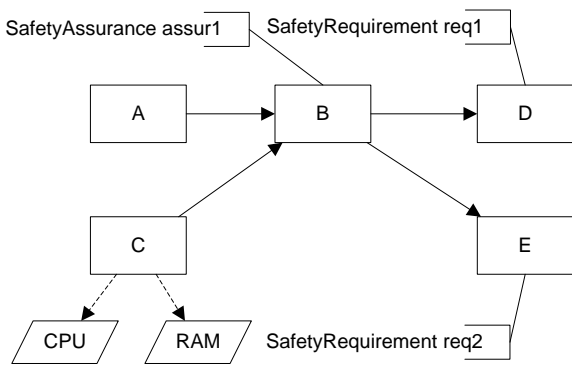 SafetyAssurance assur1
SafetyRequirement req1
A
B
D
C
E
CPU
RAM
SafetyRequirement req2